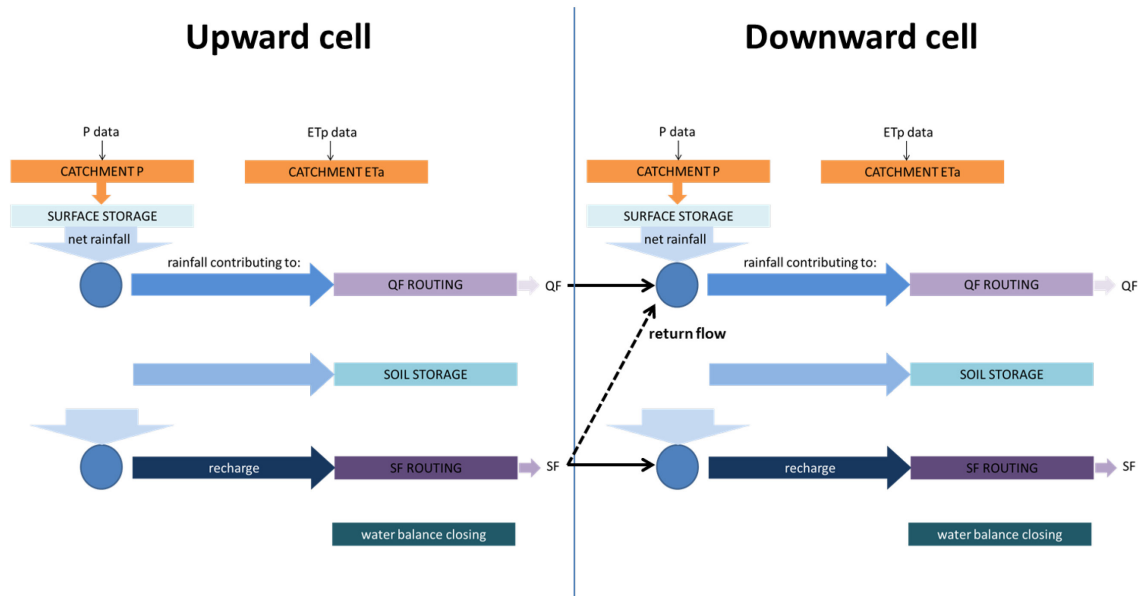 Upward cell
P data
ETp data
CATCHMENT P
CATCHMENT ETa
SURFACE STORAGE
net rainfall
rainfall contributing to:
QF ROUTING
QF
SOIL STORAGE
recharge
SF ROUTING
SF
water balance closing
return flow
Downward cell
P data
ETp data
CATCHMENT P
CATCHMENT ETa
SURFACE STORAGE
net rainfall
rainfall contributing to:
QF ROUTING
QF
SOIL STORAGE
recharge
SF ROUTING
SF
water balance closing